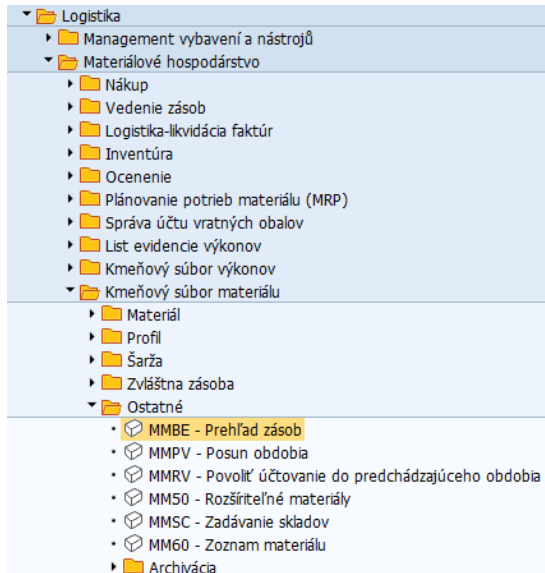 Logistika
Management vybavení a nástrojů
Materiálové hospodárstvo
Nákup
Vedenie zásob
Logistika-likvidácia faktúr
Inventúra
Ocenenie
Plánovanie potrieb materiálu (MRP)
Správa účtu vratných obalov
List evidencie výkonov
Kmeňový súbor výkonov
Kmeňový súbor materiálu
Materiál
Profil
Šarža
Zvláštna zásoba
Ostatné
MMBE - Prehľad zásob
MMPV - Posun obdobia
MMRV - Povoliť účtovanie do predchádzajúceho obdobia
MM50 - Rozšíriteľné materiály
MMSC - Zadávanie skladov
MM60 - Zoznam materiálu
Archivácia